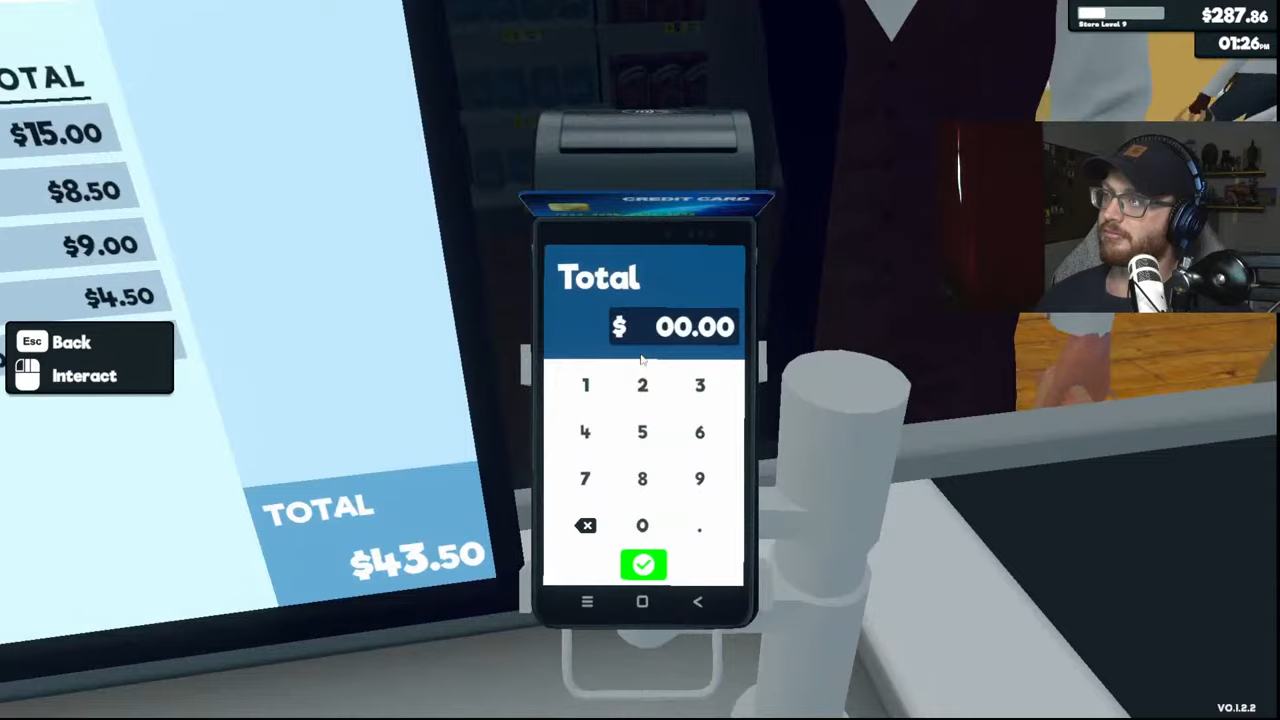 $287.86
Store Level 9
01:26PM
OTAL
$15.00
$8.50
$9.00
$4.50
Esc Back
Interact
TOTAL
$43.50
CREDIT CARD
Total
$ 00.00
1 2 3
4 5 6
7 8 9
0 .
V0.1.2.2